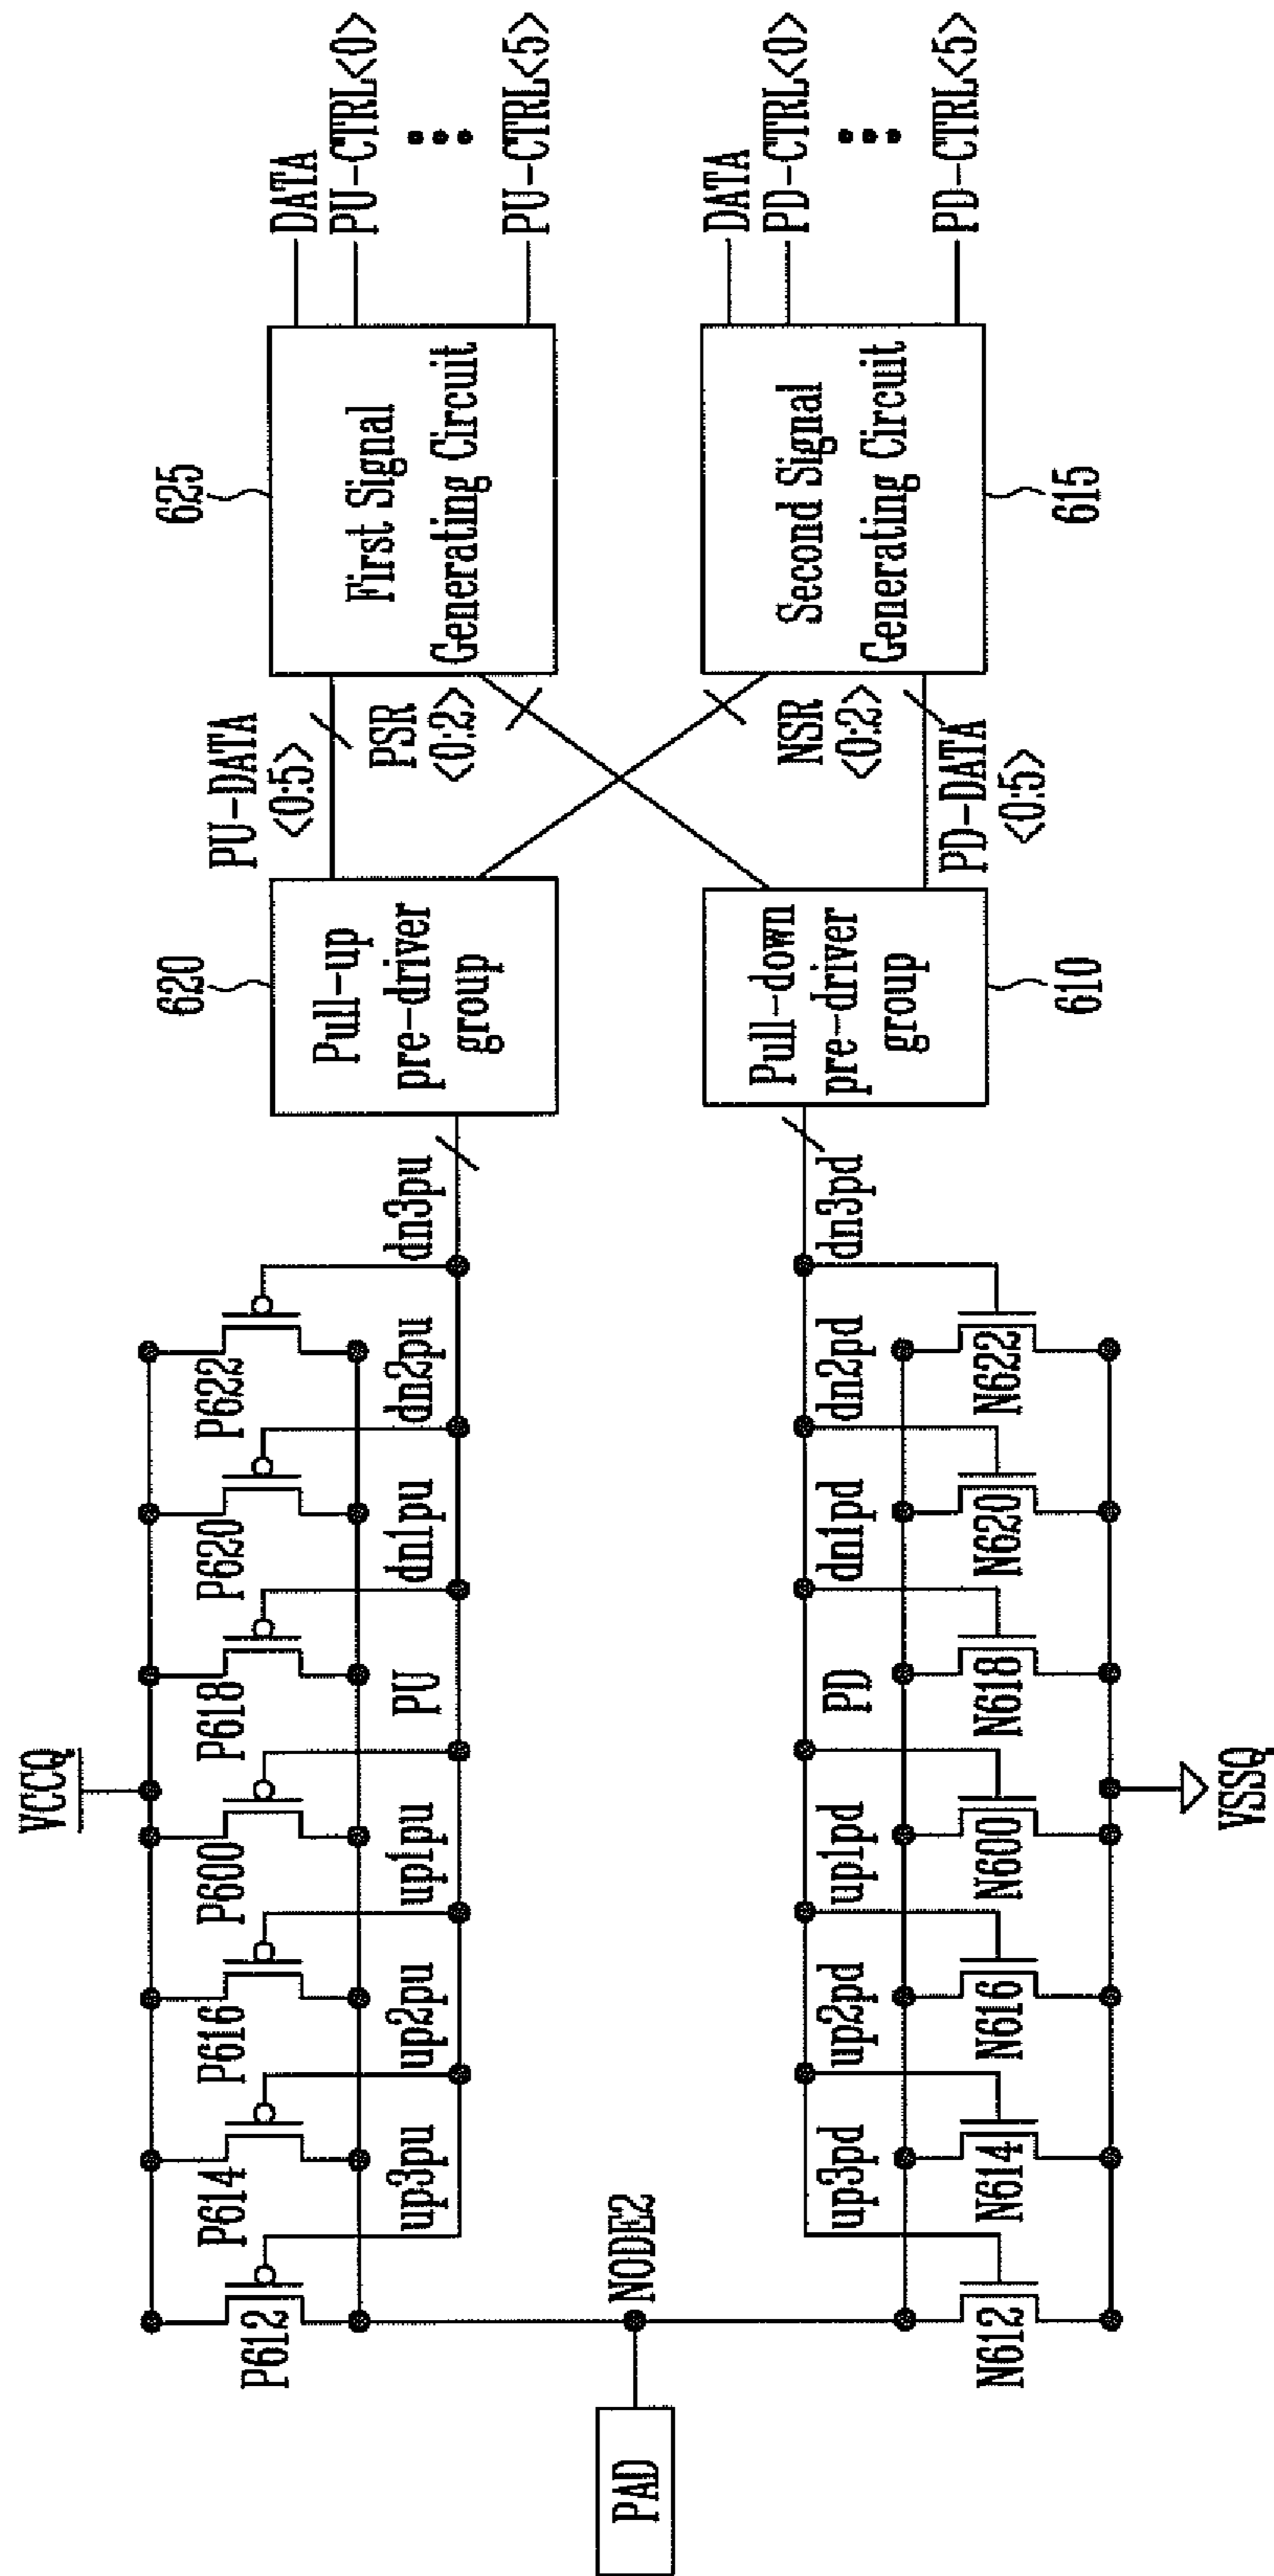 VCCQ
P612
P614
P616
P600
P618
P620
P622
up3pu
up2pu
up1pu
PU
dn1pu
dn2pu
dn3pu
620
Pull-up
pre-driver
group
PU-DATA
<0:5>
PSR
<0:2>
625
First Signal
Generating Circuit
DATA
PU-CTRL<0>
PU-CTRL<5>
PAD
NODE2
up3pd
up2pd
up1pd
PD
dn1pd
dn2pd
dn3pd
N612
N614
N616
N600
N618
N620
N622
VSSQ
Pull-down
pre-driver
group
610
NSR
<0:2>
PD-DATA
<0:5>
Second Signal
Generating Circuit
615
DATA
PD-CTRL<0>
PD-CTRL<5>